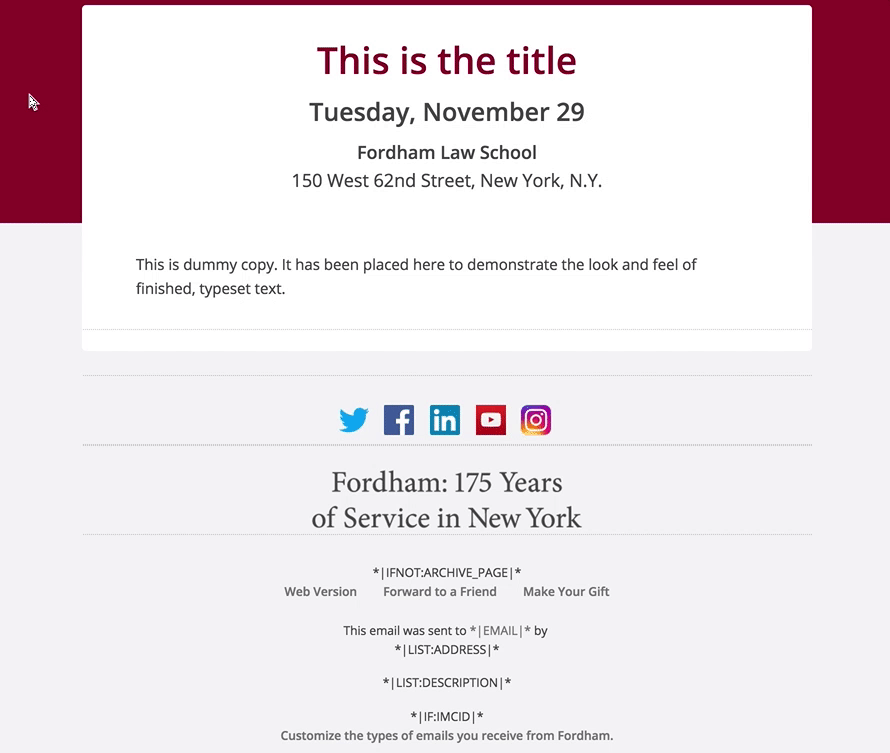 This is the title
Tuesday, November 29
Fordham Law School
150 West 62nd Street, New York, N.Y.
This is dummy copy. It has been placed here to demonstrate the look and feel of
finished, typeset text.
in
Fordham: 175 Years
of Service in New York
*|IFNOT:ARCHIVE_PAGE|*
Web Version Forward to a Friend Make Your Gift
This email was sent to *|EMAIL|* by
*|LIST:ADDRESS|*
*|LIST:DESCRIPTION|*
*|IF:IMCID|*
Customize the types of emails you receive from Fordham.